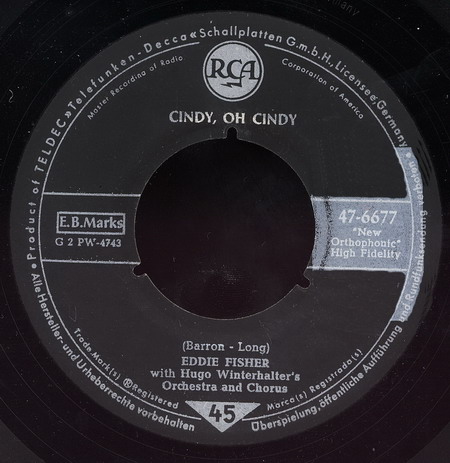 • Product of TELDEC »Telefunken-Decca« Schallplatten G.m.b.H., Licensee, Germany
Master Recording of Radio
Corporation of America
RCA
CINDY, OH CINDY
E.B.Marks
G 2 PW-4743
47-6677
"New
Orthophonic"
High Fidelity
(Barron - Long)
EDDIE FISHER
with Hugo Winterhalter's
Orchestra and Chorus
Trade Mark(s) ®Registered
Marca(s) Registrada(s)
45
• Alle Hersteller- und Urheberrechte vorbehalten
Überspielung, öffentliche Aufführung und Rundfunksendung verboten •